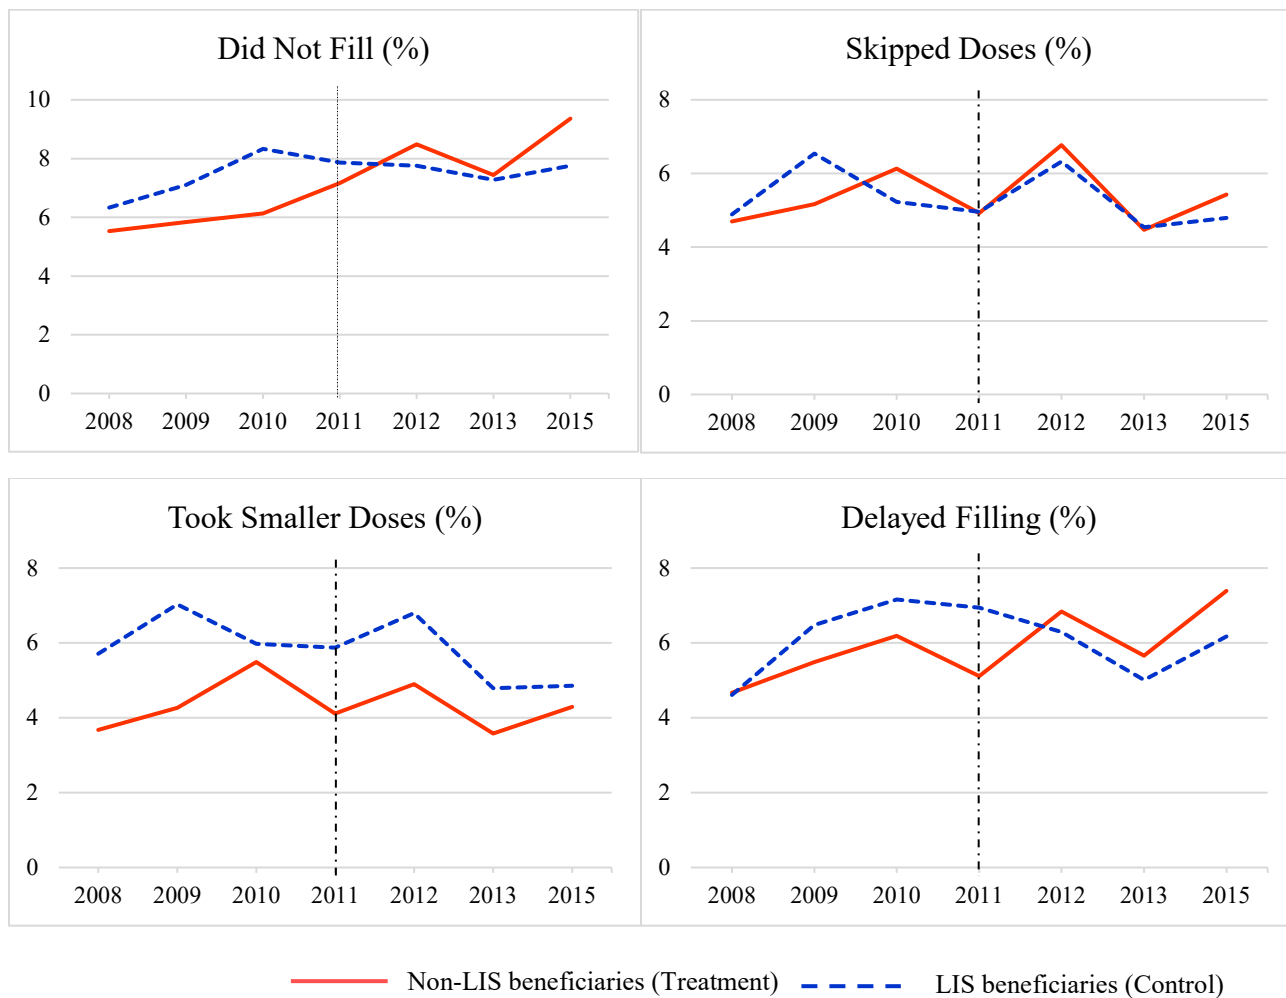 Did Not Fill (%)
10
8
6
4
2
0
2008 2009 2010 2011 2012 2013 2015
Skipped Doses (%)
8
6
4
2
0
2008 2009 2010 2011 2012 2013 2015
Took Smaller Doses (%)
8
6
4
2
0
2008 2009 2010 2011 2012 2013 2015
Delayed Filling (%)
8
6
4
2
0
2008 2009 2010 2011 2012 2013 2015
Non-LIS beneficiaries (Treatment) LIS beneficiaries (Control)